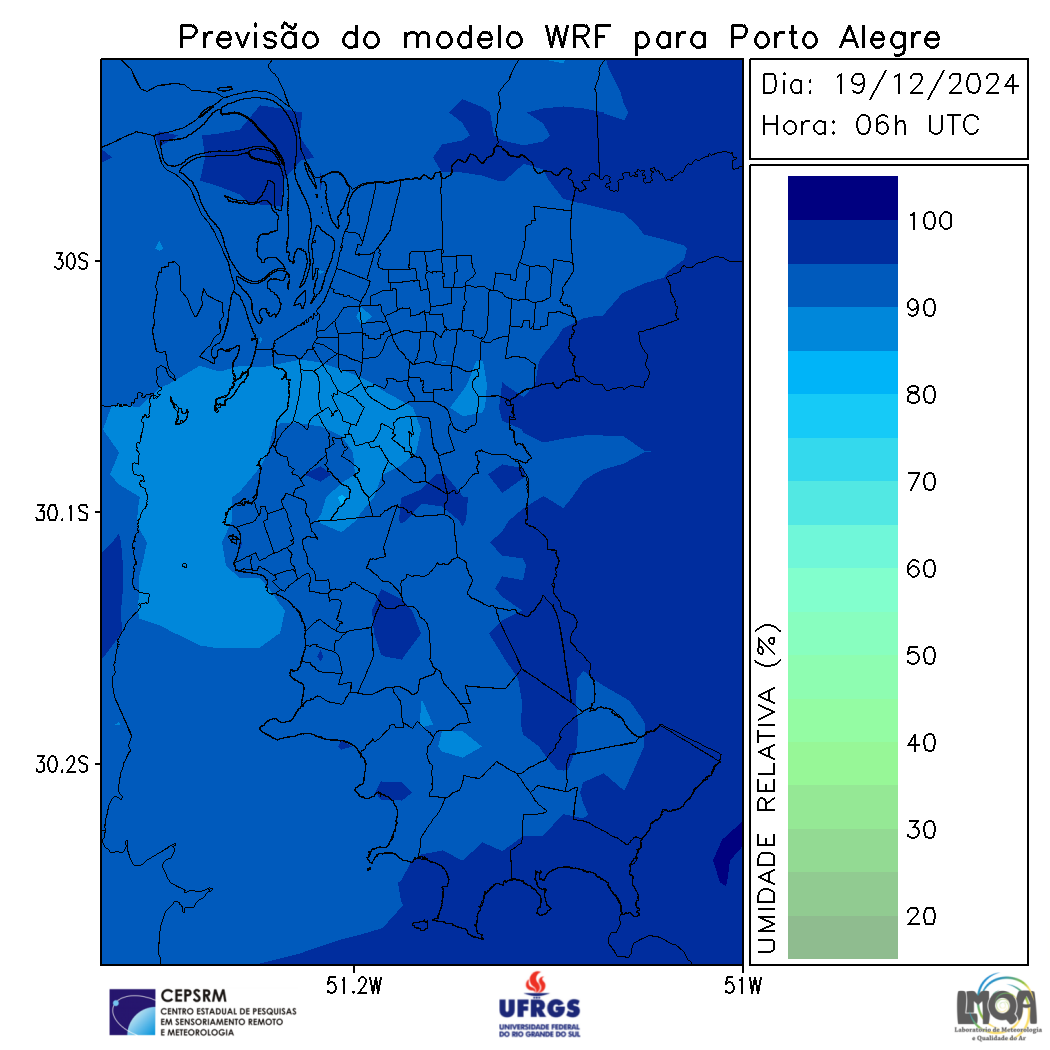 Previsão do modelo WRF para Porto Alegre
Dia: 19/12/2024
Hora: 06h UTC
30S
30.1S
30.2S
51.2W
51W
100
90
80
70
60
50
40
30
20
UMIDADE RELATIVA (%)
CEPSRM
CENTRO ESTADUAL DE PESQUISAS
EM SENSORIAMENTO REMOTO
E METEOROLOGIA
UFRGS
UNIVERSIDADE FEDERAL
DO RIO GRANDE DO SUL
LMQA
Laboratório de Meteorologia
e Qualidade do Ar